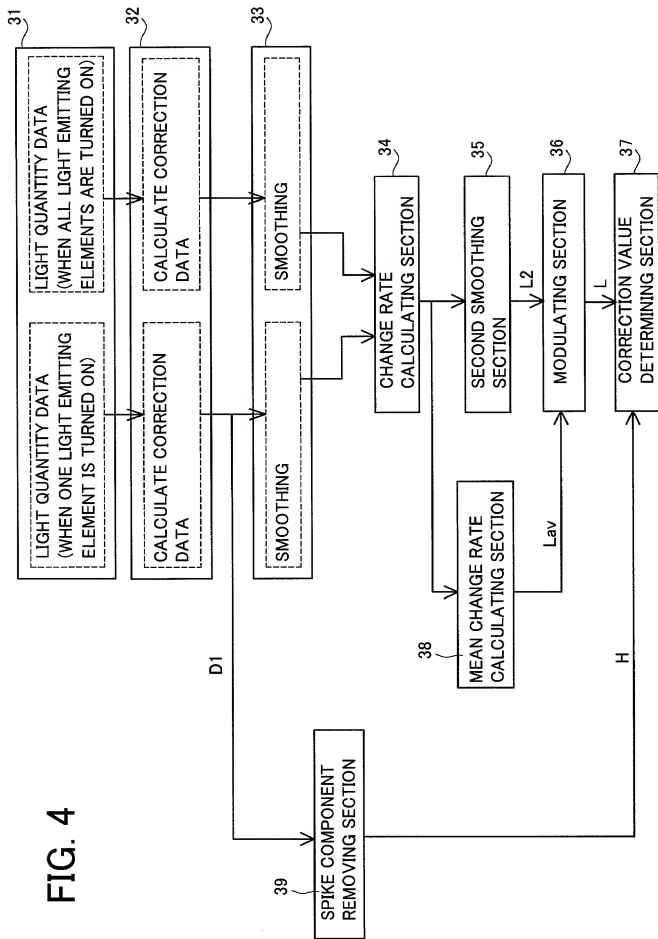 FIG. 4
31
LIGHT QUANTITY DATA
(WHEN ONE LIGHT EMITTING
ELEMENT IS TURNED ON)
LIGHT QUANTITY DATA
(WHEN ALL LIGHT EMITTING
ELEMENTS ARE TURNED ON)
32
CALCULATE CORRECTION
DATA
CALCULATE CORRECTION
DATA
33
SMOOTHING
SMOOTHING
D1
34
CHANGE RATE
CALCULATING SECTION
35
SECOND SMOOTHING
SECTION
38
MEAN CHANGE RATE
CALCULATING SECTION
39
SPIKE COMPONENT
REMOVING SECTION
L2
Lav
36
MODULATING SECTION
L
H
37
CORRECTION VALUE
DETERMINING SECTION